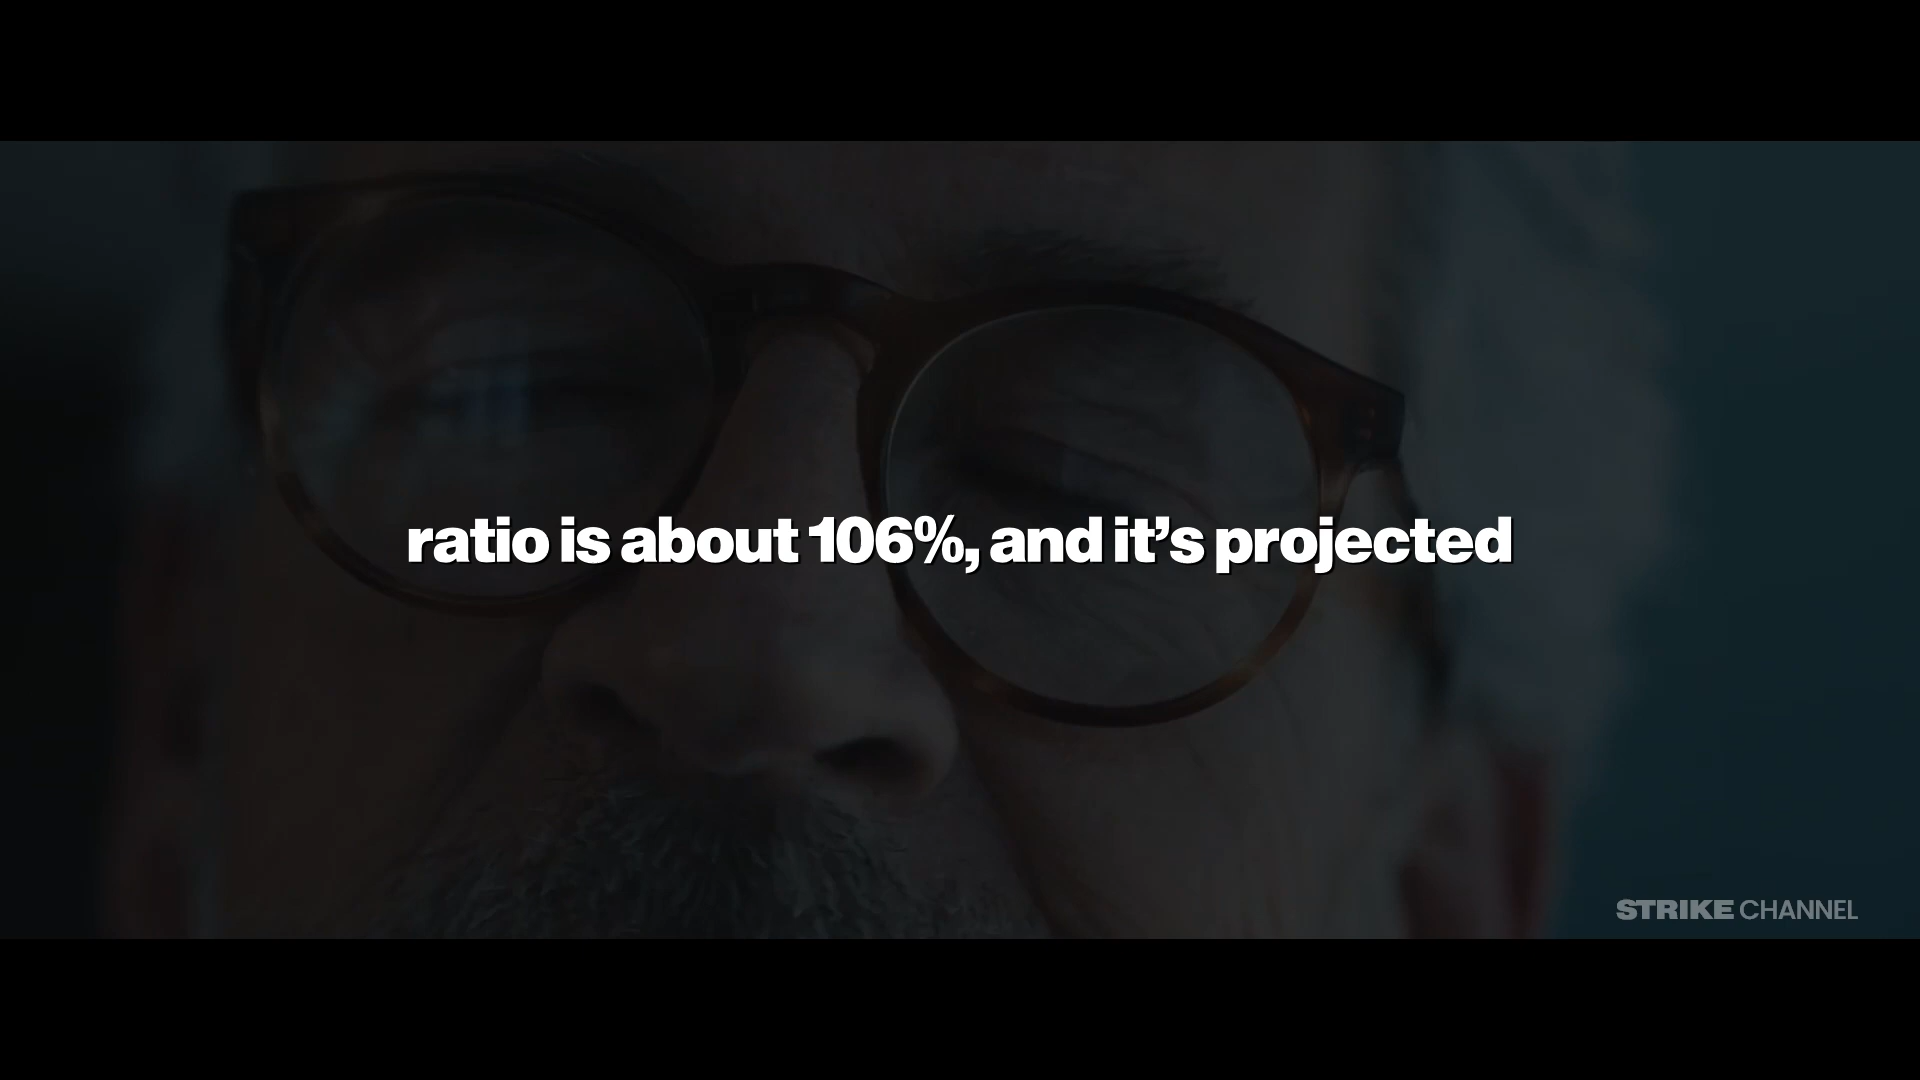 ratio is about 106%, and it’s projected
STRIKE CHANNEL